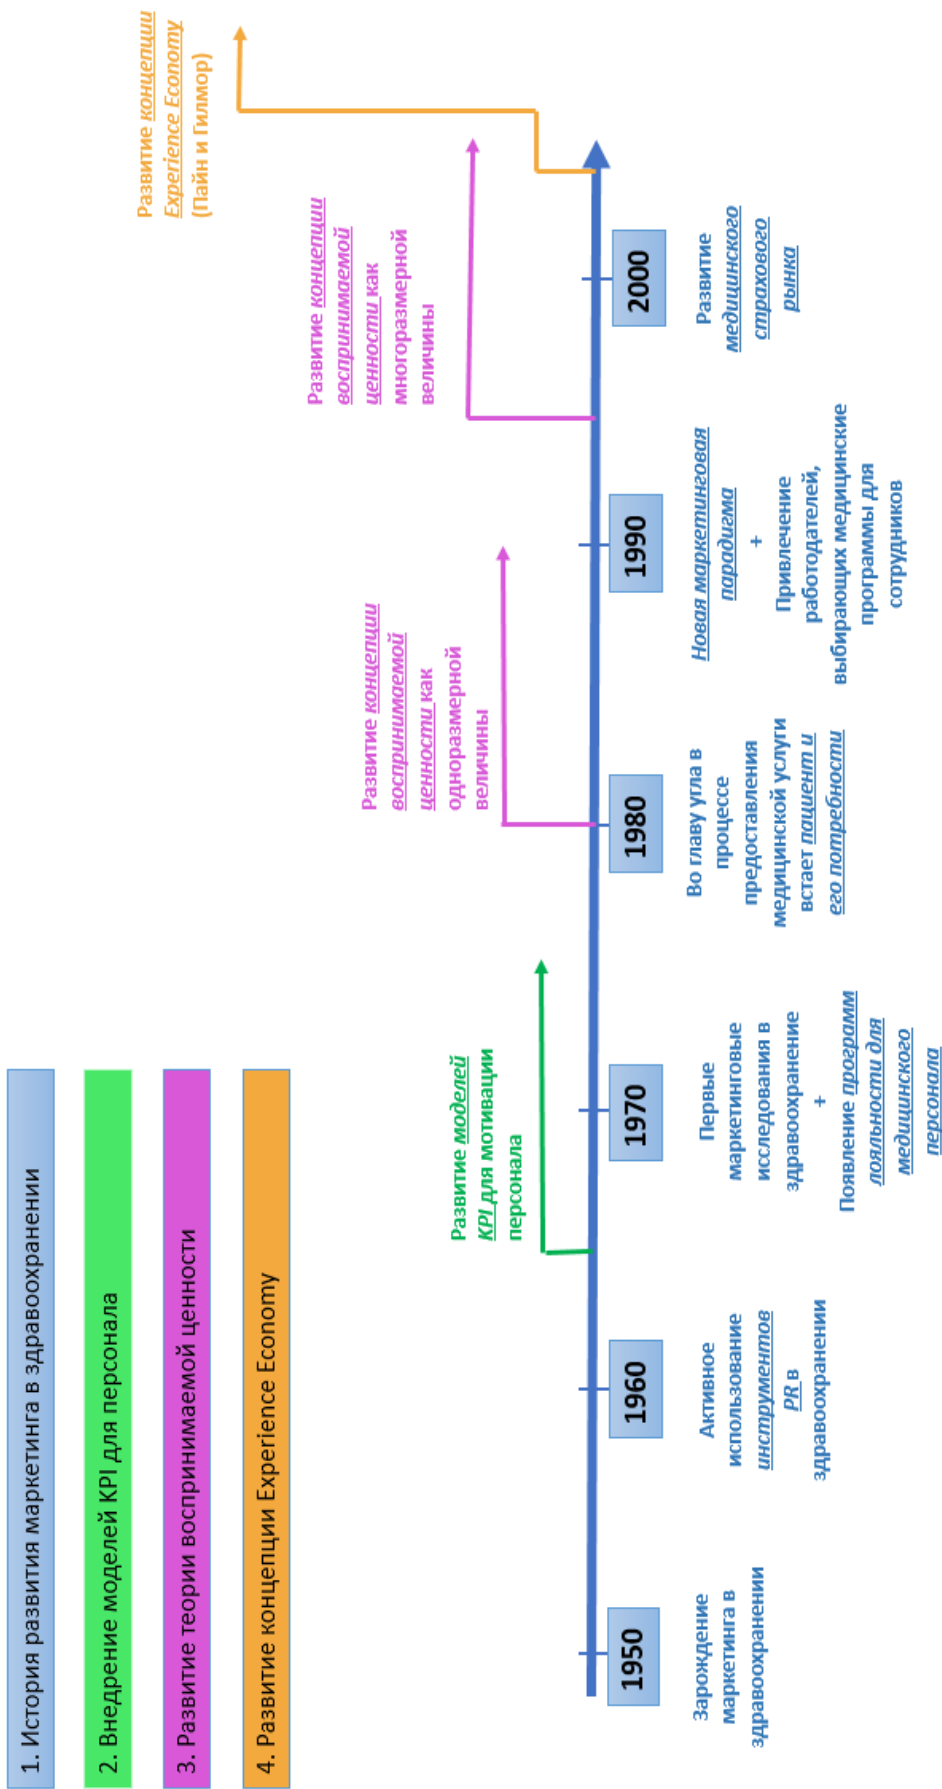 1. История развития маркетинга в здравоохранении
2. Внедрение моделей KPI для персонала
3. Развитие теории воспринимаемой ценности
4. Развитие концепции Experience Economy
Развитие моделей
KPI для мотивации
персонала
Развитие концепции
воспринимаемой
ценности как
одноразмерной
величины
Развитие концепции
воспринимаемой
ценности как
многоразмерной
величины
Развитие концепции
Experience Economy
(Пайн и Гилмор)
1950
Зарождение
маркетинга в
здравоохранении
1960
Активное
использование
инструментов
PR в
здравоохранении
1970
Первые
маркетинговые
исследования в
здравоохранение
+
Появление программ
лояльности для
медицинского
персонала
1980
Во главу угла в
процессе
предоставления
медицинской услуги
встает пациент и
его потребности
1990
Новая маркетинговая
парадигма
+
Привлечение
работодателей,
выбирающих медицинские
программы для
сотрудников
2000
Развитие
медицинского
страхового
рынка